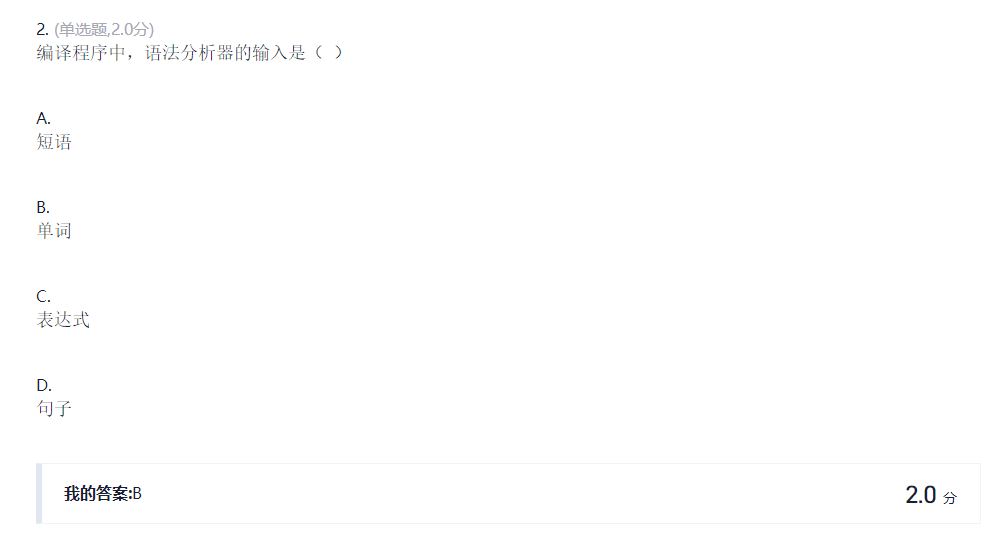 2. (单选题,2.0分)
编译程序中，语法分析器的输入是（ ）
A.
短语
B.
单词
C.
表达式
D.
句子
我的答案:B 2.0 分